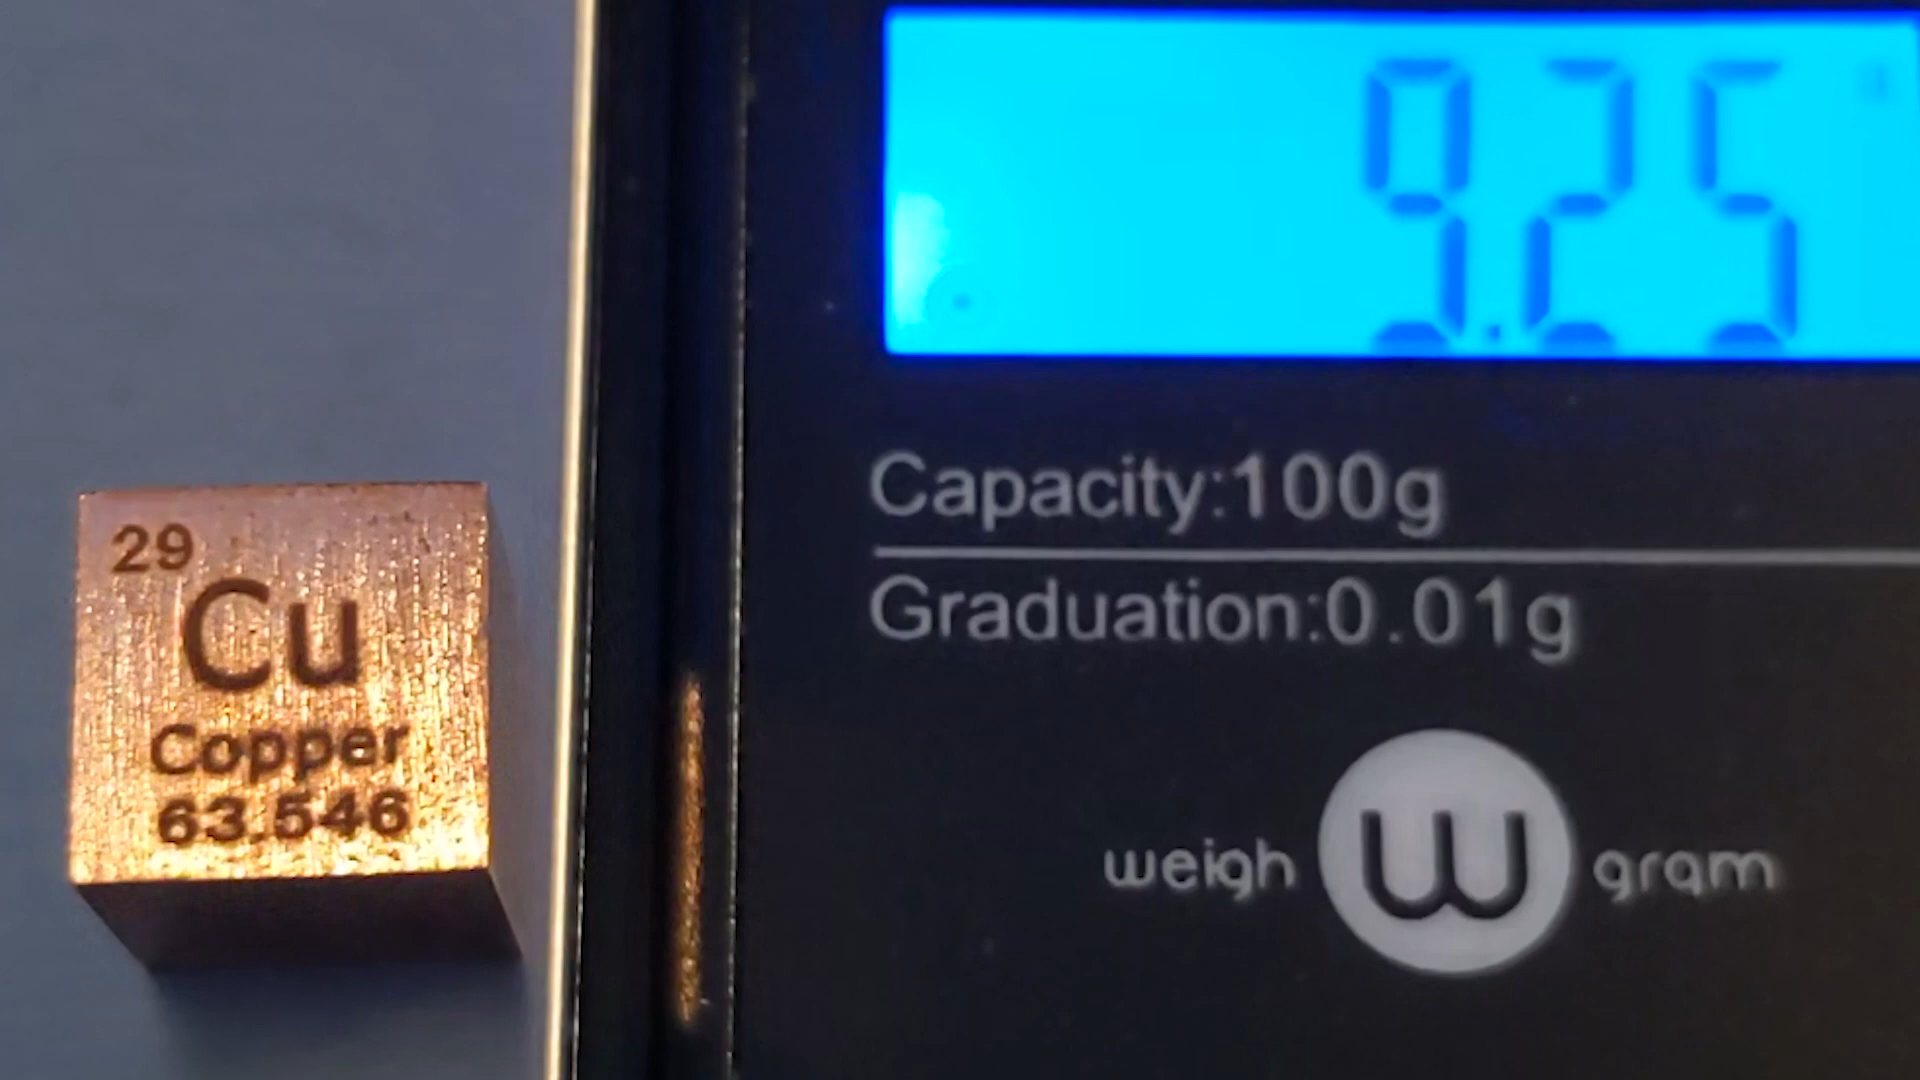 29
Cu
Copper
63.546
9.25
Capacity:100g
Graduation:0.01g
weigh W gram